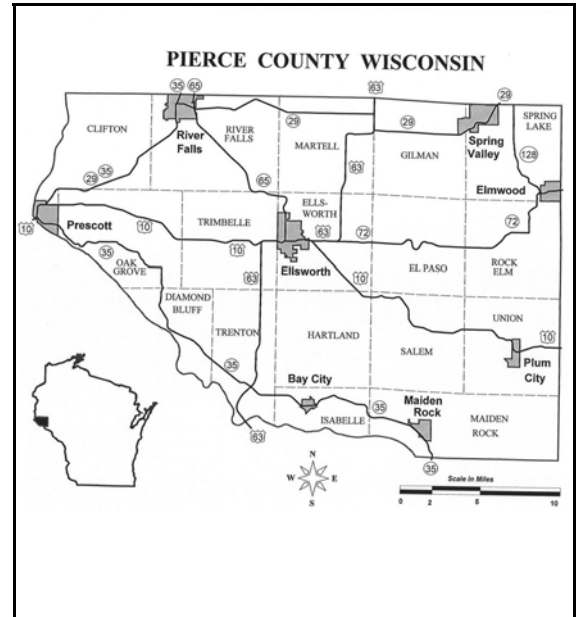 PIERCE COUNTY WISCONSIN
63
35 65
29
CLIFTON
River
Falls
RIVER
FALLS
29
MARTELL
29
GILMAN
Spring
Valley
SPRING
LAKE
35
29
63
128
65
Elmwood
ELLS-
WORTH
10
Prescott
10
TRIMBELLE
10
63
72
72
Ellsworth
35
OAK
GROVE
63
10
EL PASO
ROCK
ELM
DIAMOND
BLUFF
TRENTON
HARTLAND
UNION
10
SALEM
Plum
City
35
Bay City
Maiden
Rock
35
ISABELLE
MAIDEN
ROCK
63
35
N
W E
S
Scale in Miles
0 2 5 10